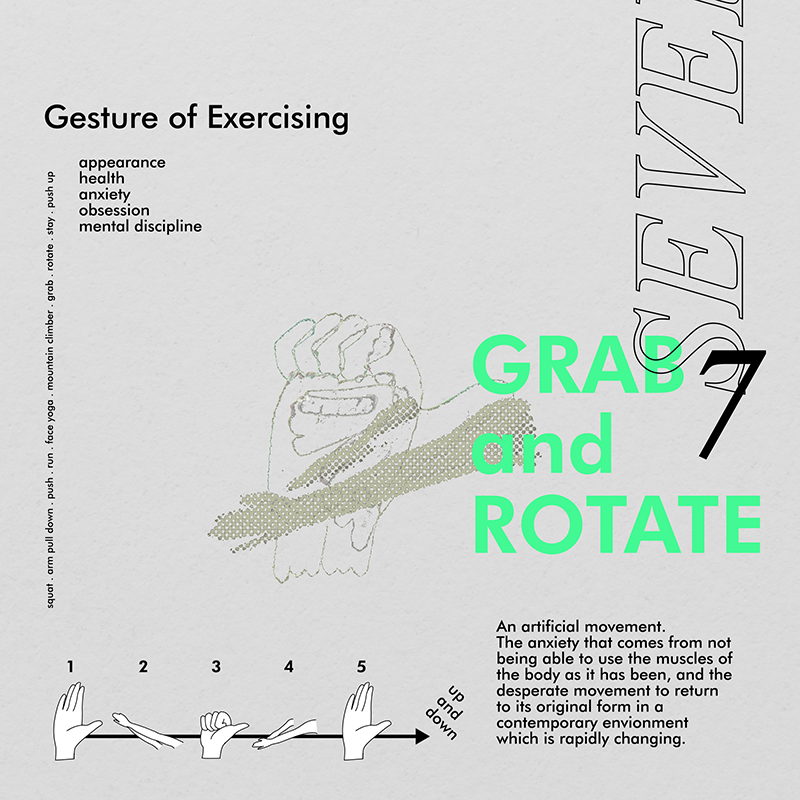 Gesture of Exercising
appearance
health
anxiety
obsession
mental discipline
squat . arm pull down . push . run . face yoga . mountain climber . grab . rotate . stay . push up
SEVE
GRAB
and
ROTATE
7
1 2 3 4 5
up
and
down
An artificial movement.
The anxiety that comes from not
being able to use the muscles of
the body as it has been, and the
desperate movement to return
to its original form in a
contemporary envionment
which is rapidly changing.